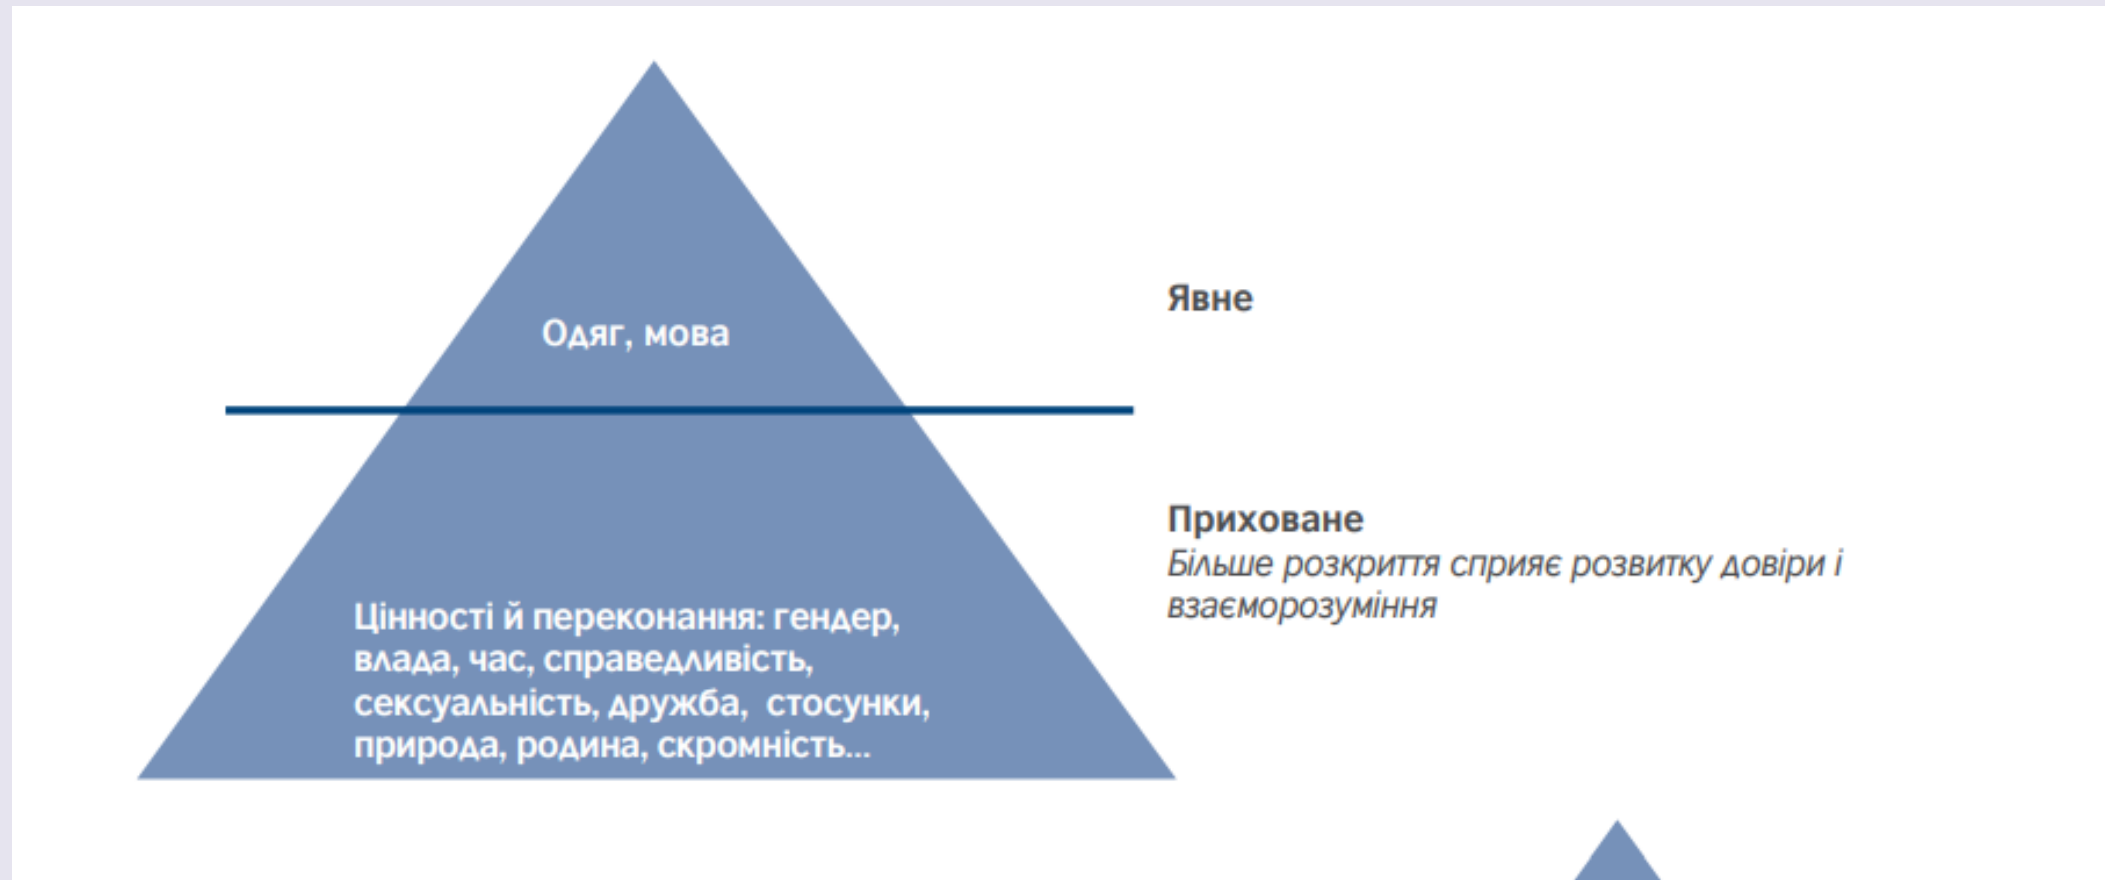 Явне
Одяг, мова
Приховане
Більше розкриття сприяє розвитку довіри і
взаєморозуміння
Цінності й переконання: гендер,
влада, час, справедливість,
сексуальність, дружба, стосунки,
природа, родина, скромність...